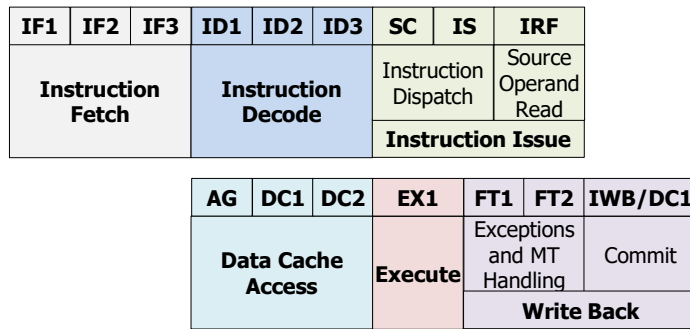 IF1 IF2 IF3 ID1 ID2 ID3 SC IS IRF
Instruction
Fetch
Instruction
Decode
Instruction
Dispatch
Source
Operand
Read
Instruction Issue
AG DC1 DC2 EX1 FT1 FT2 IWB/DC1
Data Cache
Access
Execute
Exceptions
and MT
Handling
Commit
Write Back